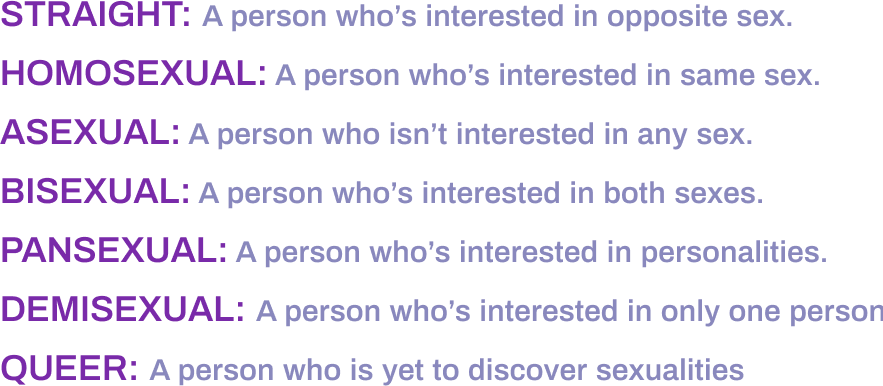 STRAIGHT: A person who’s interested in opposite sex.
HOMOSEXUAL: A person who’s interested in same sex.
ASEXUAL: A person who isn’t interested in any sex.
BISEXUAL: A person who’s interested in both sexes.
PANSEXUAL: A person who’s interested in personalities.
DEMISEXUAL: A person who’s interested in only one person
QUEER: A person who is yet to discover sexualities